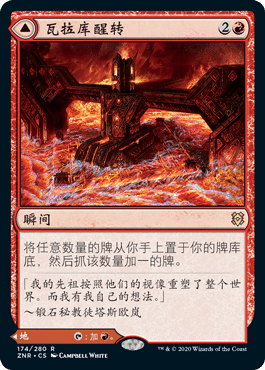 瓦拉库醒转 2
瞬间
将任意数量的牌从你手上置于你的牌库
底，然后抓该数量加一的牌。
「我的先祖按照他们的视像重塑了整个世
界。而我有我自己的想法。」
～锻石秘教徒塔斯欧岚
地
：加。
174/280 R
ZNR • CS CAMPBELL WHITE
™ & © 2020 Wizards of the Coast